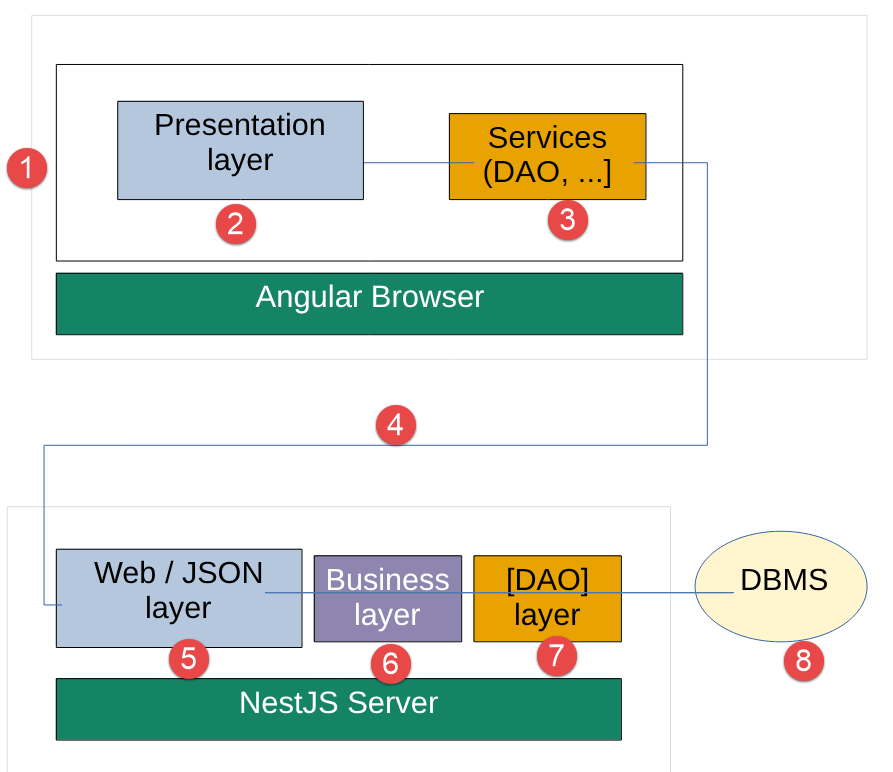 Presentation
layer
Services
(DAO, ...]
1
2
3
Angular Browser
4
Web / JSON
layer
Business
layer
[DAO]
layer
DBMS
5
6
7
8
NestJS Server